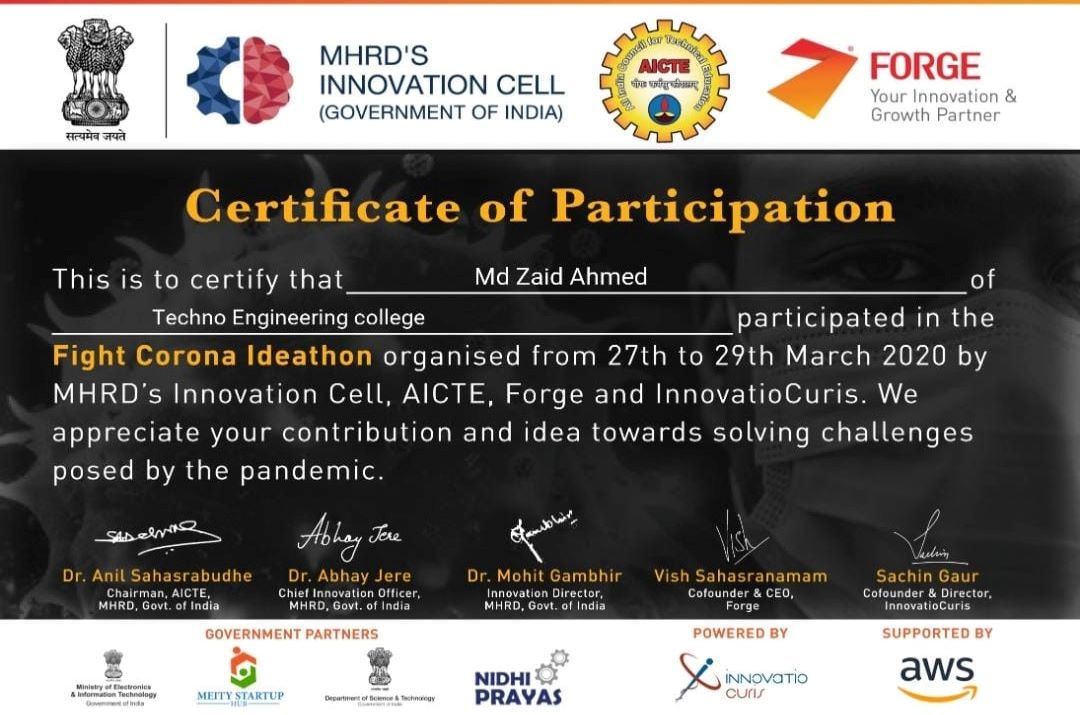 सत्यमेव जयते
MHRD'S
INNOVATION CELL
(GOVERNMENT OF INDIA)
All India Council for Technical Education
AICTE
योगः कर्मसु कौशलम्
FORGE
Your Innovation &
Growth Partner
Certificate of Participation
This is to certify that Md Zaid Ahmed of
Techno Engineering college participated in the
Fight Corona Ideathon organised from 27th to 29th March 2020 by
MHRD's Innovation Cell, AICTE, Forge and InnovatioCuris. We
appreciate your contribution and idea towards solving challenges
posed by the pandemic.
Abhay Jere
Vish
Sachin
Dr. Anil Sahasrabudhe
Chairman, AICTE,
MHRD, Govt. of India
Dr. Abhay Jere
Chief Innovation Officer,
MHRD, Govt. of India
Dr. Mohit Gambhir
Innovation Director,
MHRD, Govt. of India
Vish Sahasranamam
Cofounder & CEO,
Forge
Sachin Gaur
Cofounder & Director,
InnovatioCuris
GOVERNMENT PARTNERS
POWERED BY
SUPPORTED BY
Ministry of Electronics
& Information Technology
Government of India
MEITY STARTUP
HUB
Department of Science & Technology
Government of India
NIDHI
PRAYAS
innovatio
curis
aws